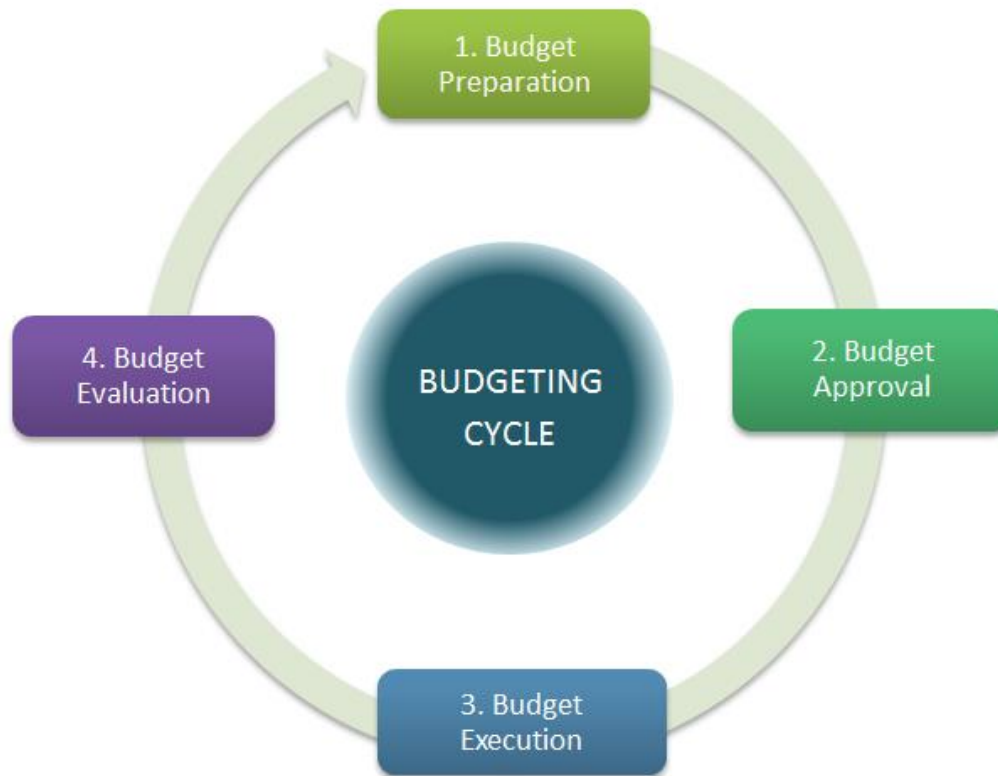 1. Budget
Preparation
2. Budget
Approval
3. Budget
Execution
4. Budget
Evaluation
BUDGETING
CYCLE